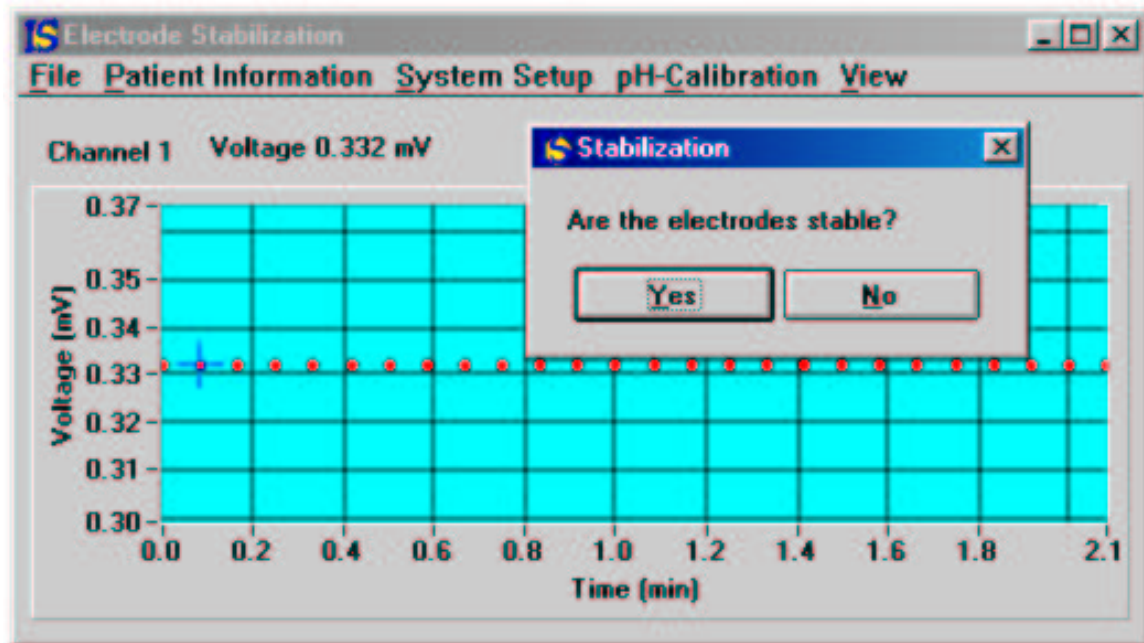 Electrode Stabilization
File Patient Information System Setup pH-Calibration View
Channel 1 Voltage 0.332 mV
Stabilization
Are the electrodes stable?
Yes No
Voltage (mV)
0.37
0.35
0.34
0.33
0.32
0.31
0.30
0.0 0.2 0.4 0.6 0.8 1.0 1.2 1.4 1.6 1.8 2.1
Time (min)